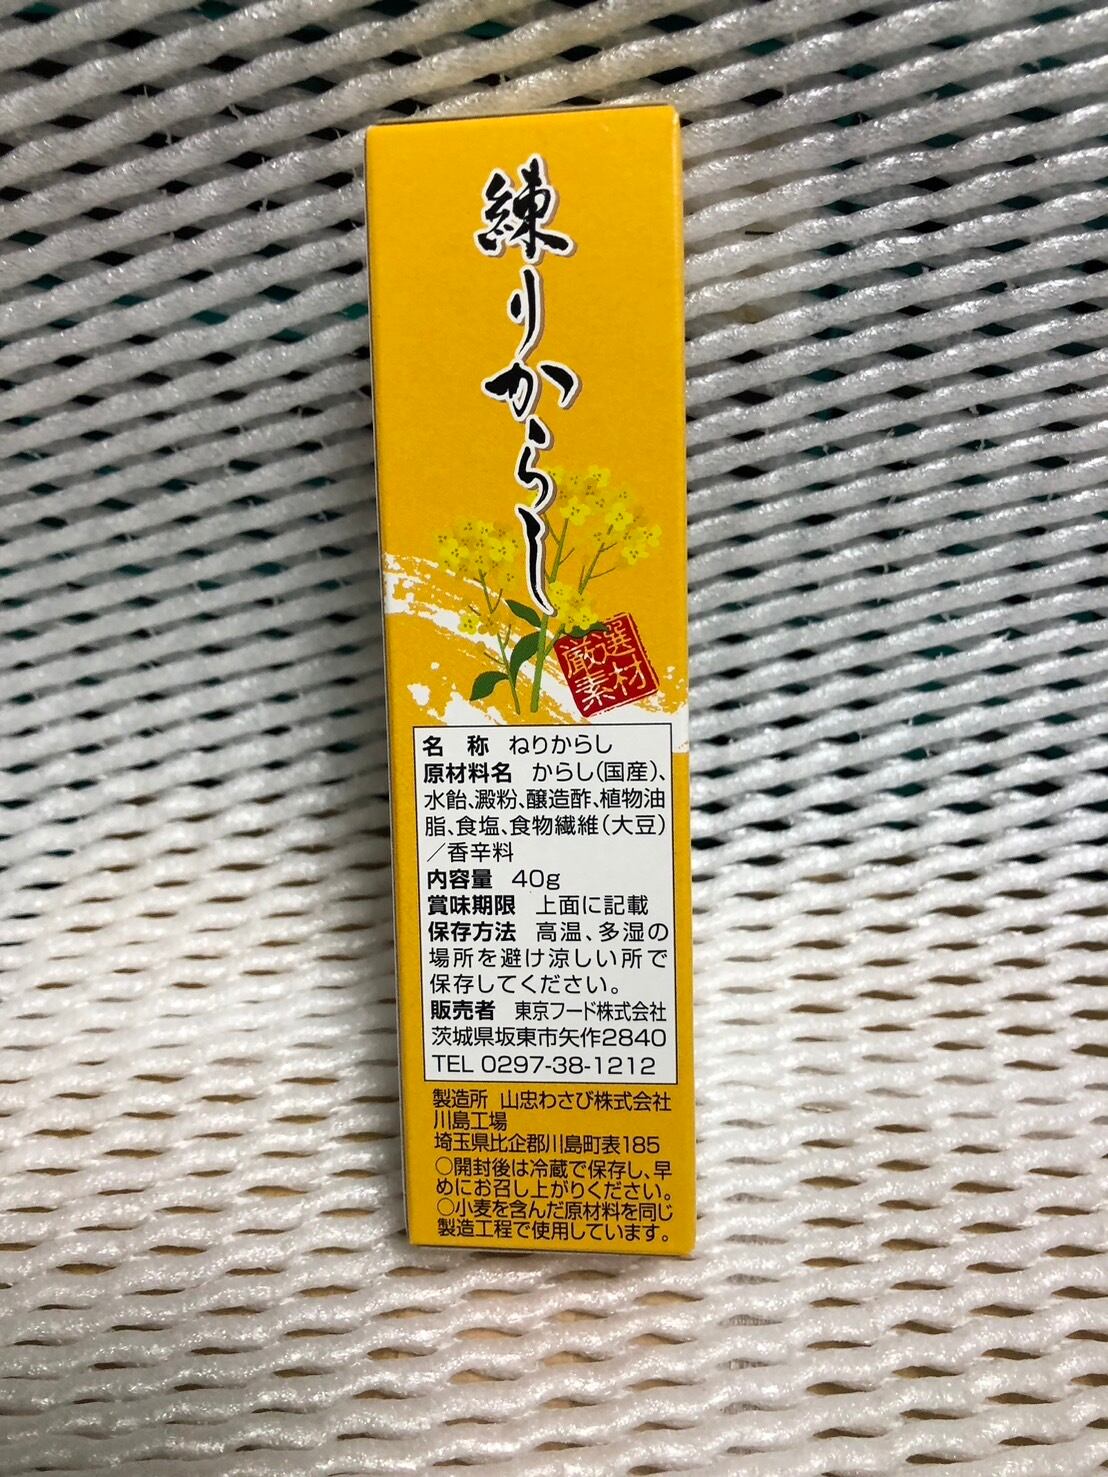 練りからし
厳選
素材
名 称 ねりからし
原材料名 からし(国産)、
水飴、澱粉、醸造酢、植物油
脂、食塩、食物繊維(大豆)
/香辛料
内容量 40g
賞味期限 上面に記載
保存方法 高温、多湿の
場所を避け涼しい所で
保存してください。
販売者 東京フード株式会社
茨城県坂東市矢作2840
TEL 0297-38-1212
製造所 山忠わさび株式会社
川島工場
埼玉県比企郡川島町表185
○開封後は冷蔵で保存し、早
めにお召し上がりください。
○小麦を含んだ原材料を同じ
製造工程で使用しています。